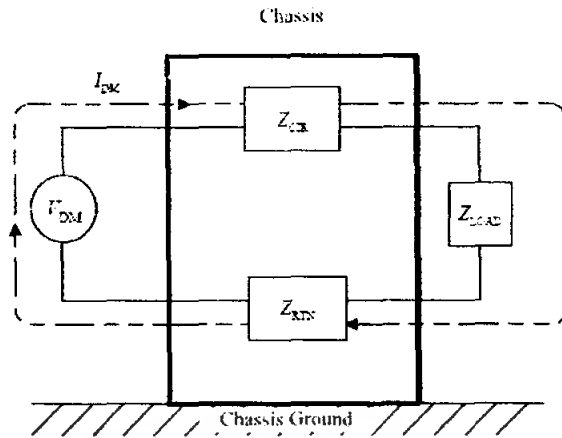 Chassis
I_DM
Z_CIR
V_DM
Z_LOAD
Z_RTN
Chassis Ground